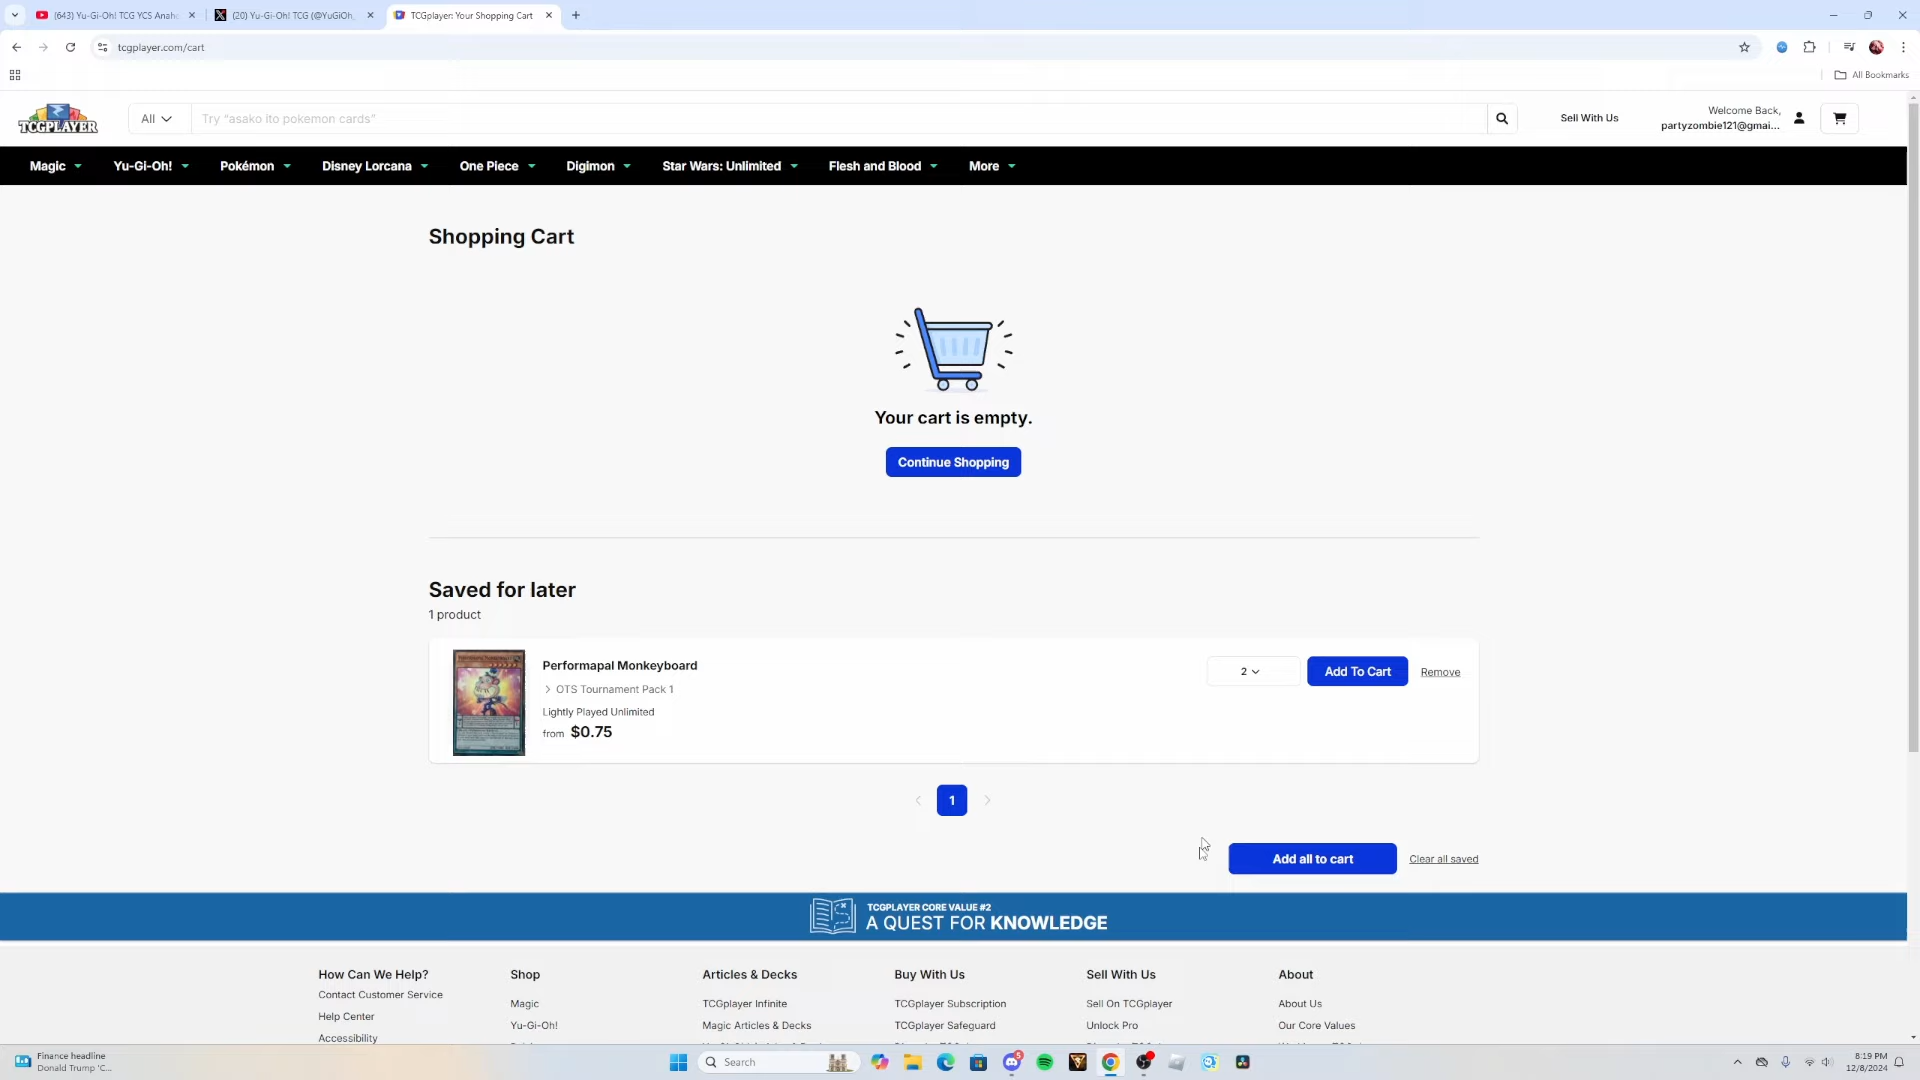 (643) Yu-Gi-Oh! TCG YCS Anah
(20) Yu-Gi-Oh! TCG (@YuGiOh_
TCGplayer: Your Shopping Cart
tcgplayer.com/cart
All Bookmarks
TCGPLAYER
All
Try "asako ito pokemon cards"
Sell With Us
Welcome Back,
partyzombie121@gmai...
Magic
Yu-Gi-Oh!
Pokémon
Disney Lorcana
One Piece
Digimon
Star Wars: Unlimited
Flesh and Blood
More
Shopping Cart
Your cart is empty.
Continue Shopping
Saved for later
1 product
Performapal Monkeyboard
OTS Tournament Pack 1
Lightly Played Unlimited
from $0.75
2
Add To Cart
Remove
1
Add all to cart
Clear all saved
TCGPLAYER CORE VALUE #2
A QUEST FOR KNOWLEDGE
How Can We Help?
Contact Customer Service
Help Center
Accessibility
Shop
Magic
Yu-Gi-Oh!
Articles & Decks
TCGplayer Infinite
Magic Articles & Decks
Buy With Us
TCGplayer Subscription
TCGplayer Safeguard
Sell With Us
Sell On TCGplayer
Unlock Pro
About
About Us
Our Core Values
Finance headline
Donald Trump 'C...
Search
5
8:19 PM
12/8/2024